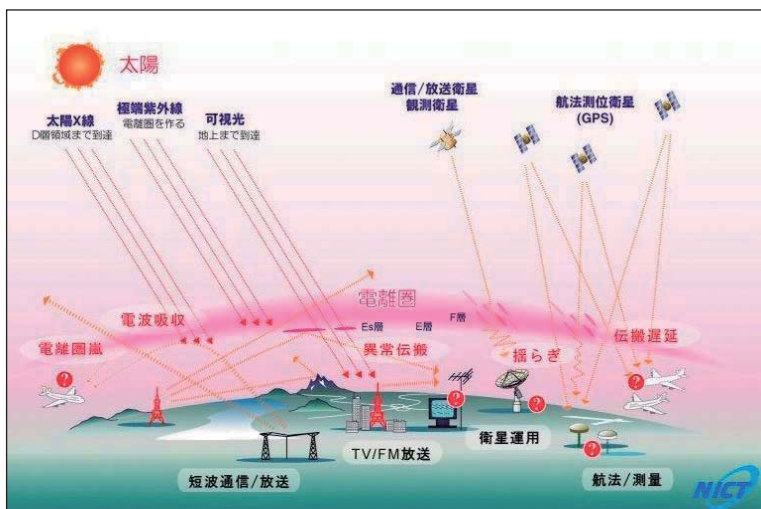 太陽
太陽X線
D層領域まで到達
極端紫外線
電離圏を作る
可視光
地上まで到達
通信/放送衛星
観測衛星
航法測位衛星
(GPS)
電離圏
電波吸収
Es層
E層
F層
電離圏嵐
異常伝搬
揺らぎ
伝搬遅延
?
?
?
?
?
短波通信/放送
TV/FM放送
衛星運用
航法/測量
NICT